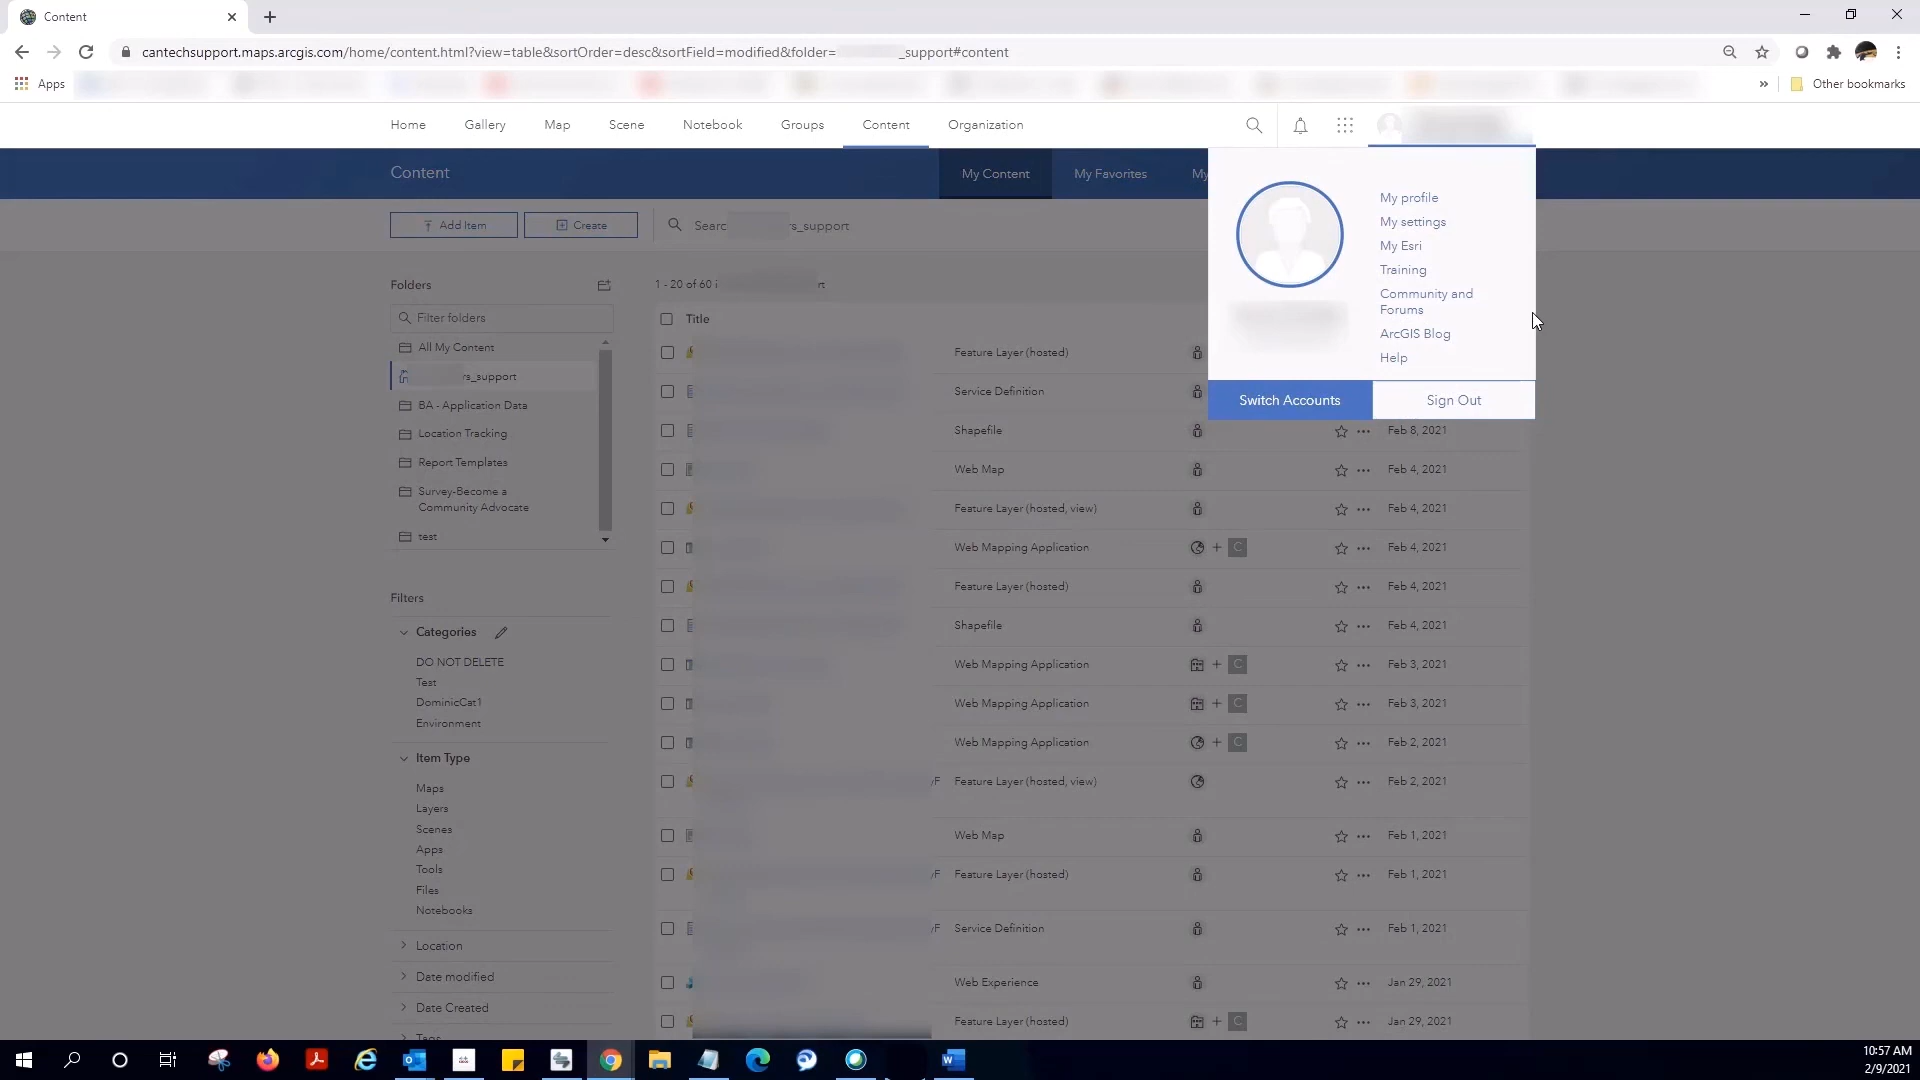 Content
cantechsupport.maps.arcgis.com/home/content.html?view=table&sortOrder=desc&sortField=modified&folder= _support#content
Apps
» Other bookmarks
Home Gallery Map Scene Notebook Groups Content Organization
Content My Content My Favorites My
Add Item Create Searc rs_support
Folders
Filter folders
All My Content
rs_support
BA - Application Data
Location Tracking
Report Templates
Survey-Become a
Community Advocate
test
Filters
Categories
DO NOT DELETE
Test
DominicCat1
Environment
Item Type
Maps
Layers
Scenes
Apps
Tools
Files
Notebooks
Location
Date modified
Date Created
Tags
1 - 20 of 60 i
Title
Feature Layer (hosted)
Service Definition
Shapefile Feb 8, 2021
Web Map Feb 4, 2021
Feature Layer (hosted, view) Feb 4, 2021
Web Mapping Application + C Feb 4, 2021
Feature Layer (hosted) Feb 4, 2021
Shapefile Feb 4, 2021
Web Mapping Application + C Feb 3, 2021
Web Mapping Application + C Feb 3, 2021
Web Mapping Application + C Feb 2, 2021
Feature Layer (hosted, view) Feb 2, 2021
Web Map Feb 1, 2021
Feature Layer (hosted) Feb 1, 2021
Service Definition Feb 1, 2021
Web Experience Jan 29, 2021
Feature Layer (hosted) + C Jan 29, 2021
My profile
My settings
My Esri
Training
Community and
Forums
ArcGIS Blog
Help
Switch Accounts Sign Out
10:57 AM
2/9/2021